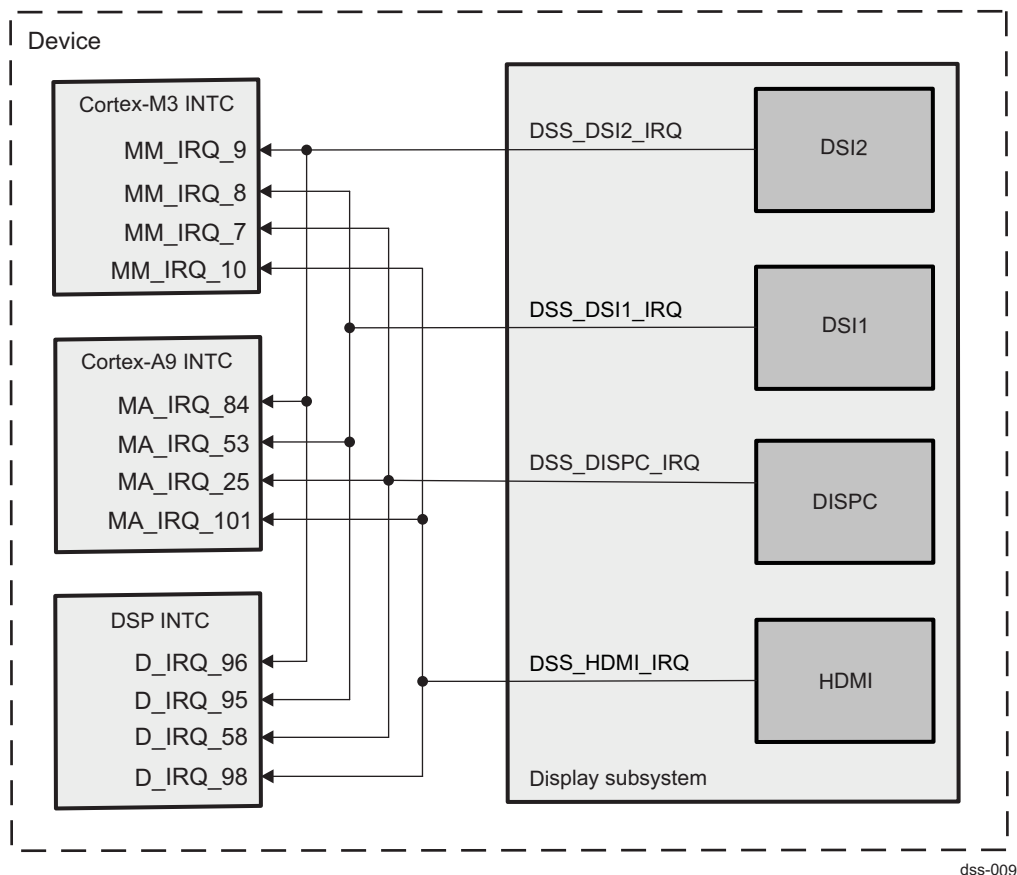 Device
Cortex-M3 INTC
MM_IRQ_9
MM_IRQ_8
MM_IRQ_7
MM_IRQ_10
Cortex-A9 INTC
MA_IRQ_84
MA_IRQ_53
MA_IRQ_25
MA_IRQ_101
DSP INTC
D_IRQ_96
D_IRQ_95
D_IRQ_58
D_IRQ_98
DSS_DSI2_IRQ
DSI2
DSS_DSI1_IRQ
DSI1
DSS_DISPC_IRQ
DISPC
DSS_HDMI_IRQ
HDMI
Display subsystem
dss-009